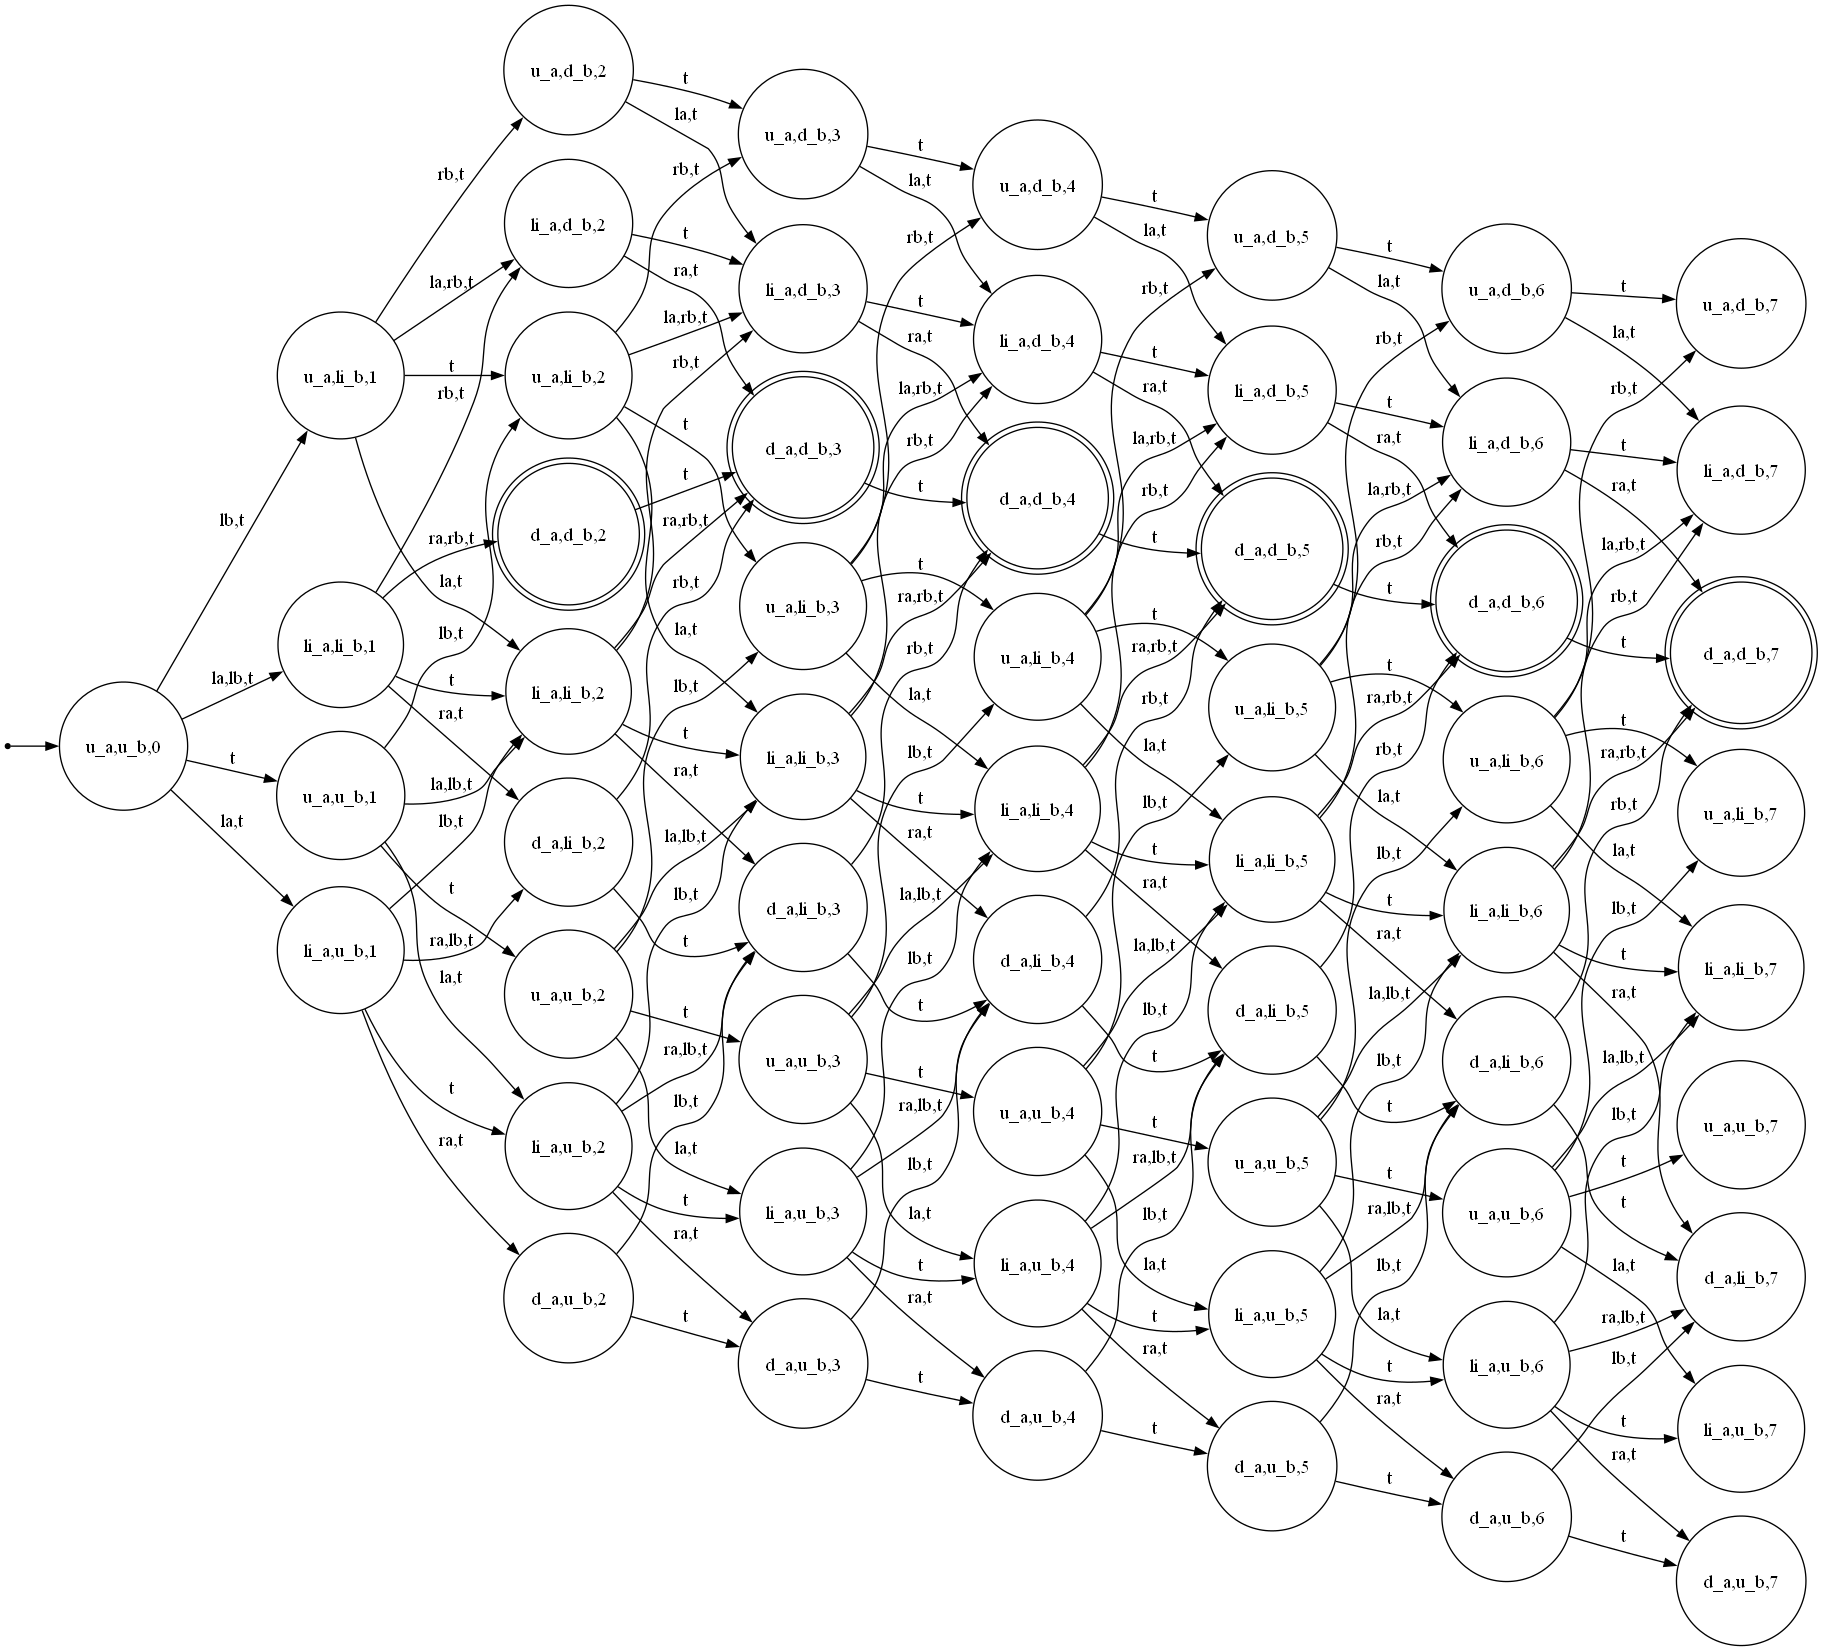 u_a,u_b,0
lb,t
la,lb,t
t
la,t
u_a,li_b,1
li_a,li_b,1
u_a,u_b,1
li_a,u_b,1
rb,t
la,rb,t
t
rb,t
ra,rb,t
la,t
lb,t
t
ra,t
la,lb,t
lb,t
t
ra,lb,t
la,t
t
ra,t
u_a,d_b,2
li_a,d_b,2
u_a,li_b,2
d_a,d_b,2
li_a,li_b,2
d_a,li_b,2
u_a,u_b,2
li_a,u_b,2
d_a,u_b,2
t
la,t
rb,t
t
ra,t
la,rb,t
rb,t
t
t
ra,rb,t
rb,t
la,t
lb,t
t
ra,t
la,lb,t
lb,t
t
t
ra,lb,t
lb,t
la,t
t
ra,t
t
u_a,d_b,3
li_a,d_b,3
d_a,d_b,3
u_a,li_b,3
li_a,li_b,3
d_a,li_b,3
u_a,u_b,3
li_a,u_b,3
d_a,u_b,3
t
la,t
rb,t
t
ra,t
la,rb,t
rb,t
t
t
ra,rb,t
rb,t
la,t
lb,t
t
ra,t
la,lb,t
lb,t
t
t
ra,lb,t
lb,t
la,t
t
ra,t
t
u_a,d_b,4
li_a,d_b,4
d_a,d_b,4
u_a,li_b,4
li_a,li_b,4
d_a,li_b,4
u_a,u_b,4
li_a,u_b,4
d_a,u_b,4
t
la,t
rb,t
t
ra,t
la,rb,t
rb,t
t
t
ra,rb,t
rb,t
la,t
lb,t
t
ra,t
la,lb,t
lb,t
t
t
ra,lb,t
lb,t
la,t
t
ra,t
t
u_a,d_b,5
li_a,d_b,5
d_a,d_b,5
u_a,li_b,5
li_a,li_b,5
d_a,li_b,5
u_a,u_b,5
li_a,u_b,5
d_a,u_b,5
t
la,t
rb,t
t
ra,t
la,rb,t
rb,t
t
t
ra,rb,t
rb,t
la,t
lb,t
t
ra,t
la,lb,t
lb,t
t
t
ra,lb,t
lb,t
la,t
t
ra,t
t
u_a,d_b,6
li_a,d_b,6
d_a,d_b,6
u_a,li_b,6
li_a,li_b,6
d_a,li_b,6
u_a,u_b,6
li_a,u_b,6
d_a,u_b,6
t
la,t
rb,t
t
ra,t
la,rb,t
rb,t
t
t
ra,rb,t
rb,t
la,t
lb,t
t
ra,t
la,lb,t
lb,t
t
t
la,t
ra,lb,t
lb,t
t
ra,t
t
u_a,d_b,7
li_a,d_b,7
d_a,d_b,7
u_a,li_b,7
li_a,li_b,7
u_a,u_b,7
d_a,li_b,7
li_a,u_b,7
d_a,u_b,7